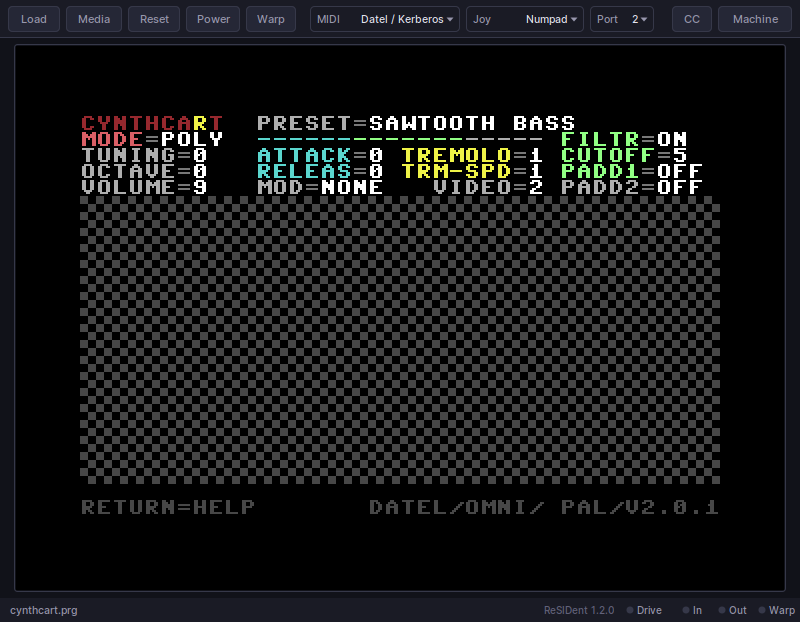 Load Media Reset Power Warp MIDI Datel / Kerberos Joy Numpad Port 2 CC Machine
CYNTHCART PRESET=SAWTOOTH BASS
MODE=POLY FILTR=ON
TUNING=0 ATTACK=0 TREMOLO=1 CUTOFF=5
OCTAVE=0 RELEAS=0 TRM-SPD=1 PADD1=OFF
VOLUME=9 MOD=NONE VIDEO=2 PADD2=OFF
RETURN=HELP DATEL/OMNI/ PAL/V2.0.1
cynthcart.prg ReSIDent 1.2.0 Drive In Out Warp